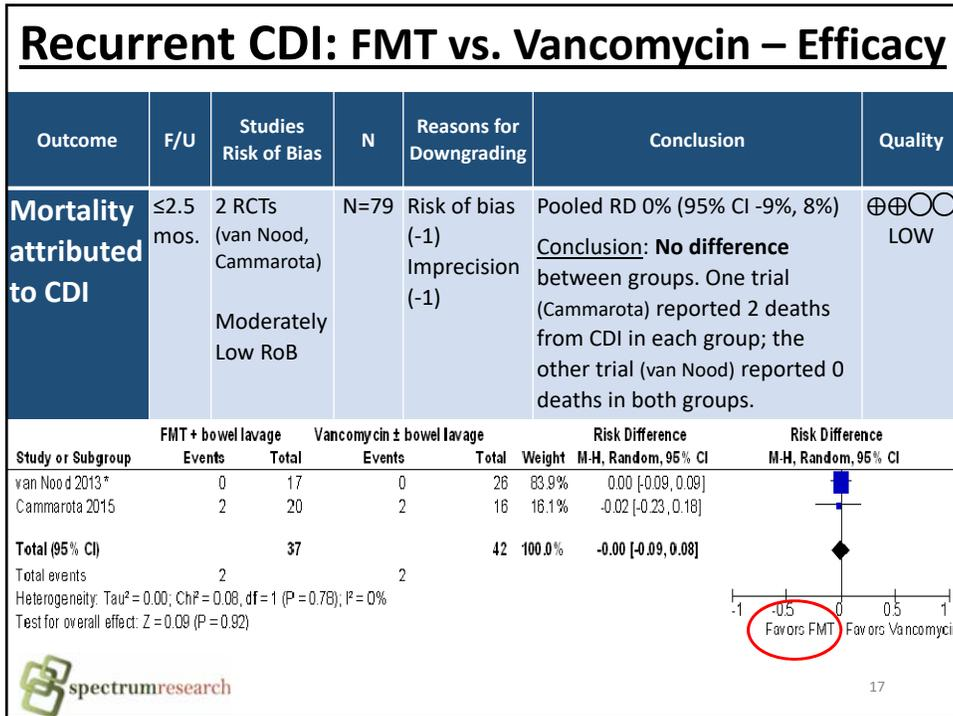 Recurrent CDI: FMT vs. Vancomycin – Efficacy
Outcome F/U Studies Risk of Bias N Reasons for Downgrading Conclusion Quality
Mortality attributed to CDI
≤2.5 mos.
2 RCTs
(van Nood,
Cammarota)
Moderately
Low RoB
N=79
Risk of bias
(-1)
Imprecision
(-1)
Pooled RD 0% (95% CI -9%, 8%)
Conclusion: No difference
between groups. One trial
(Cammarota) reported 2 deaths
from CDI in each group; the
other trial (van Nood) reported 0
deaths in both groups.
⊕⊕◯◯
LOW
FMT + bowel lavage Vancomycin ± bowel lavage Risk Difference Risk Difference
Study or Subgroup Events Total Events Total Weight M-H, Random, 95% CI M-H, Random, 95% CI
van Nood 2013* 0 17 0 26 83.9% 0.00 [-0.09, 0.09]
Cammarota 2015 2 20 2 16 16.1% -0.02 [-0.23, 0.18]
Total (95% CI) 37 42 100.0% -0.00 [-0.09, 0.08]
Total events 2 2
Heterogeneity: Tau² = 0.00; Chi² = 0.08, df = 1 (P = 0.78); I² = 0%
Test for overall effect: Z = 0.09 (P = 0.92)
-1 -0.5 0 0.5 1
Favors FMT Favors Vancomyci
spectrumresearch
17